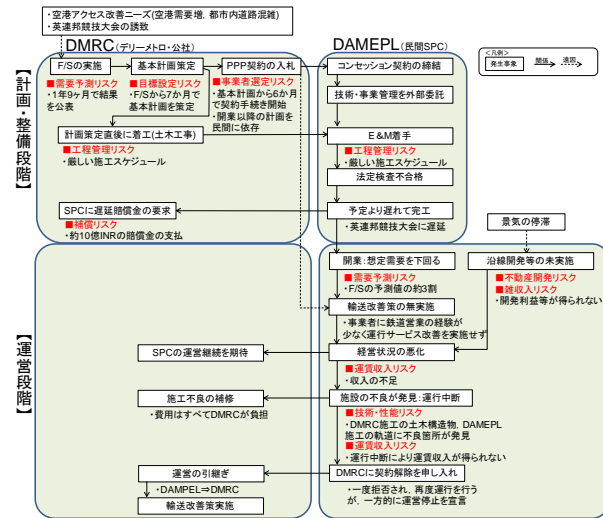 ・空港アクセス改善ニーズ(空港需要増，都市内道路混雑)
・英連邦競技大会の誘致
DMRC(デリーメトロ・公社)
DAMEPL(民間SPC)
<凡例>
発生事象
関係
遠因
【計画・整備段階】
F/Sの実施
基本計画策定
PPP契約の入札
コンセッション契約の締結
■需要予測リスク
・1年9ヶ月で結果
を公表
■目標設定リスク
・F/Sから7か月で
基本計画を策定
■事業者選定リスク
・基本計画から6か月
で契約手続き開始
・開業以降の計画を
民間に依存
技術・事業管理を外部委託
計画策定直後に着工(土木工事)
■工程管理リスク
・厳しい施工スケジュール
E&M着手
■工程管理リスク
・厳しい施工スケジュール
法定検査不合格
SPCに遅延賠償金の要求
■補償リスク
・約10億INRの賠償金の支払
予定より遅れて完工
・英連邦競技大会に遅延
景気の停滞
【運営段階】
開業：想定需要を下回る
■需要予測リスク
・F/Sの予測値の約3割
沿線開発等の未実施
■不動産開発リスク
■雑収入リスク
・開発利益等が得られない
輸送改善策の無実施
・事業者に鉄道営業の経験が
少なく運行サービス改善を実施せず
SPCの運営継続を期待
経営状況の悪化
■運賃収入リスク
・収入の不足
施工不良の補修
・費用はすべてDMRCが負担
施設の不良が発見：運行中断
■技術・性能リスク
・DMRC施工の土木構造物，DAMEPL
施工の軌道に不良箇所が発見
■運賃収入リスク
・運行中断により運賃収入が得られない
運営の引継ぎ
・DAMPEL⇒DMRC
輸送改善策実施
DMRCに契約解除を申し入れ
・一度拒否され，再度運行を行う
が，一方的に運営停止を宣言